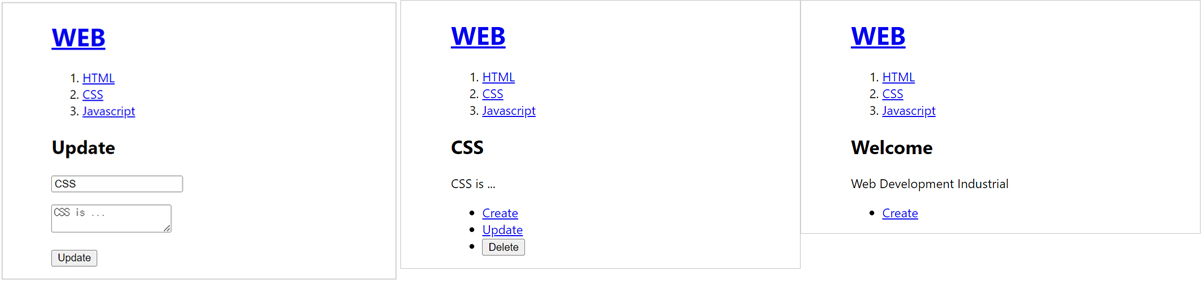 WEB
1. HTML
2. CSS
3. Javascript
Update
CSS
CSS is ...
Update
WEB
1. HTML
2. CSS
3. Javascript
CSS
CSS is ...
• Create
• Update
• Delete
WEB
1. HTML
2. CSS
3. Javascript
Welcome
Web Development Industrial
• Create